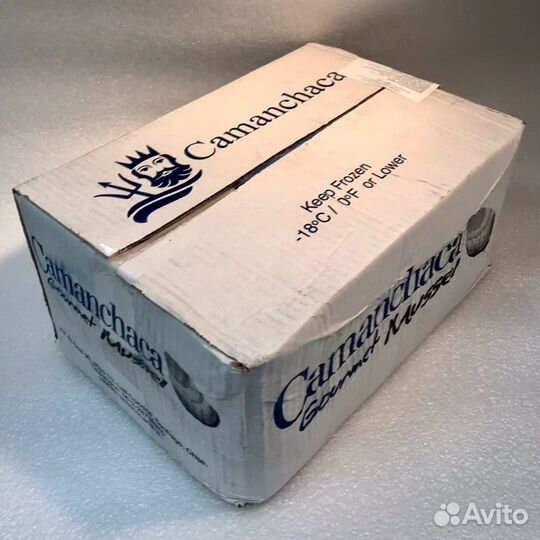 Camanchaca
Keep Frozen
-18°C / 0°F or Lower
Camanchaca
Gourmet Mussel
Camanchaca
Gourmet Mussel
Avito